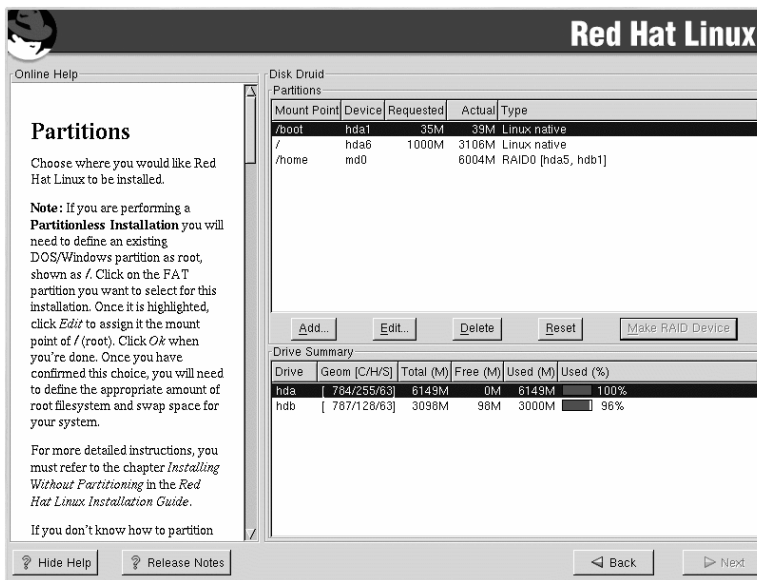 Red Hat Linux
Online Help
Partitions
Choose where you would like Red
Hat Linux to be installed.
Note: If you are performing a
Partitionless Installation you will
need to define an existing
DOS/Windows partition as root,
shown as /. Click on the FAT
partition you want to select for this
installation. Once it is highlighted,
click Edit to assign it the mount
point of / (root). Click Ok when
you're done. Once you have
confirmed this choice, you will need
to define the appropriate amount of
root filesystem and swap space for
your system.
For more detailed instructions, you
must refer to the chapter Installing
Without Partitioning in the Red
Hat Linux Installation Guide.
If you don't know how to partition
Disk Druid
Partitions
Mount Point Device Requested Actual Type
/boot hda1 35M 39M Linux native
/ hda6 1000M 3106M Linux native
/home md0 6004M RAID0 [hda5, hdb1]
Add... Edit... Delete Reset Make RAID Device
Drive Summary
Drive Geom [C/H/S] Total (M) Free (M) Used (M) Used (%)
hda [ 784/255/63] 6149M 0M 6149M 100%
hdb [ 787/128/63] 3098M 98M 3000M 96%
? Hide Help ? Release Notes Back Next